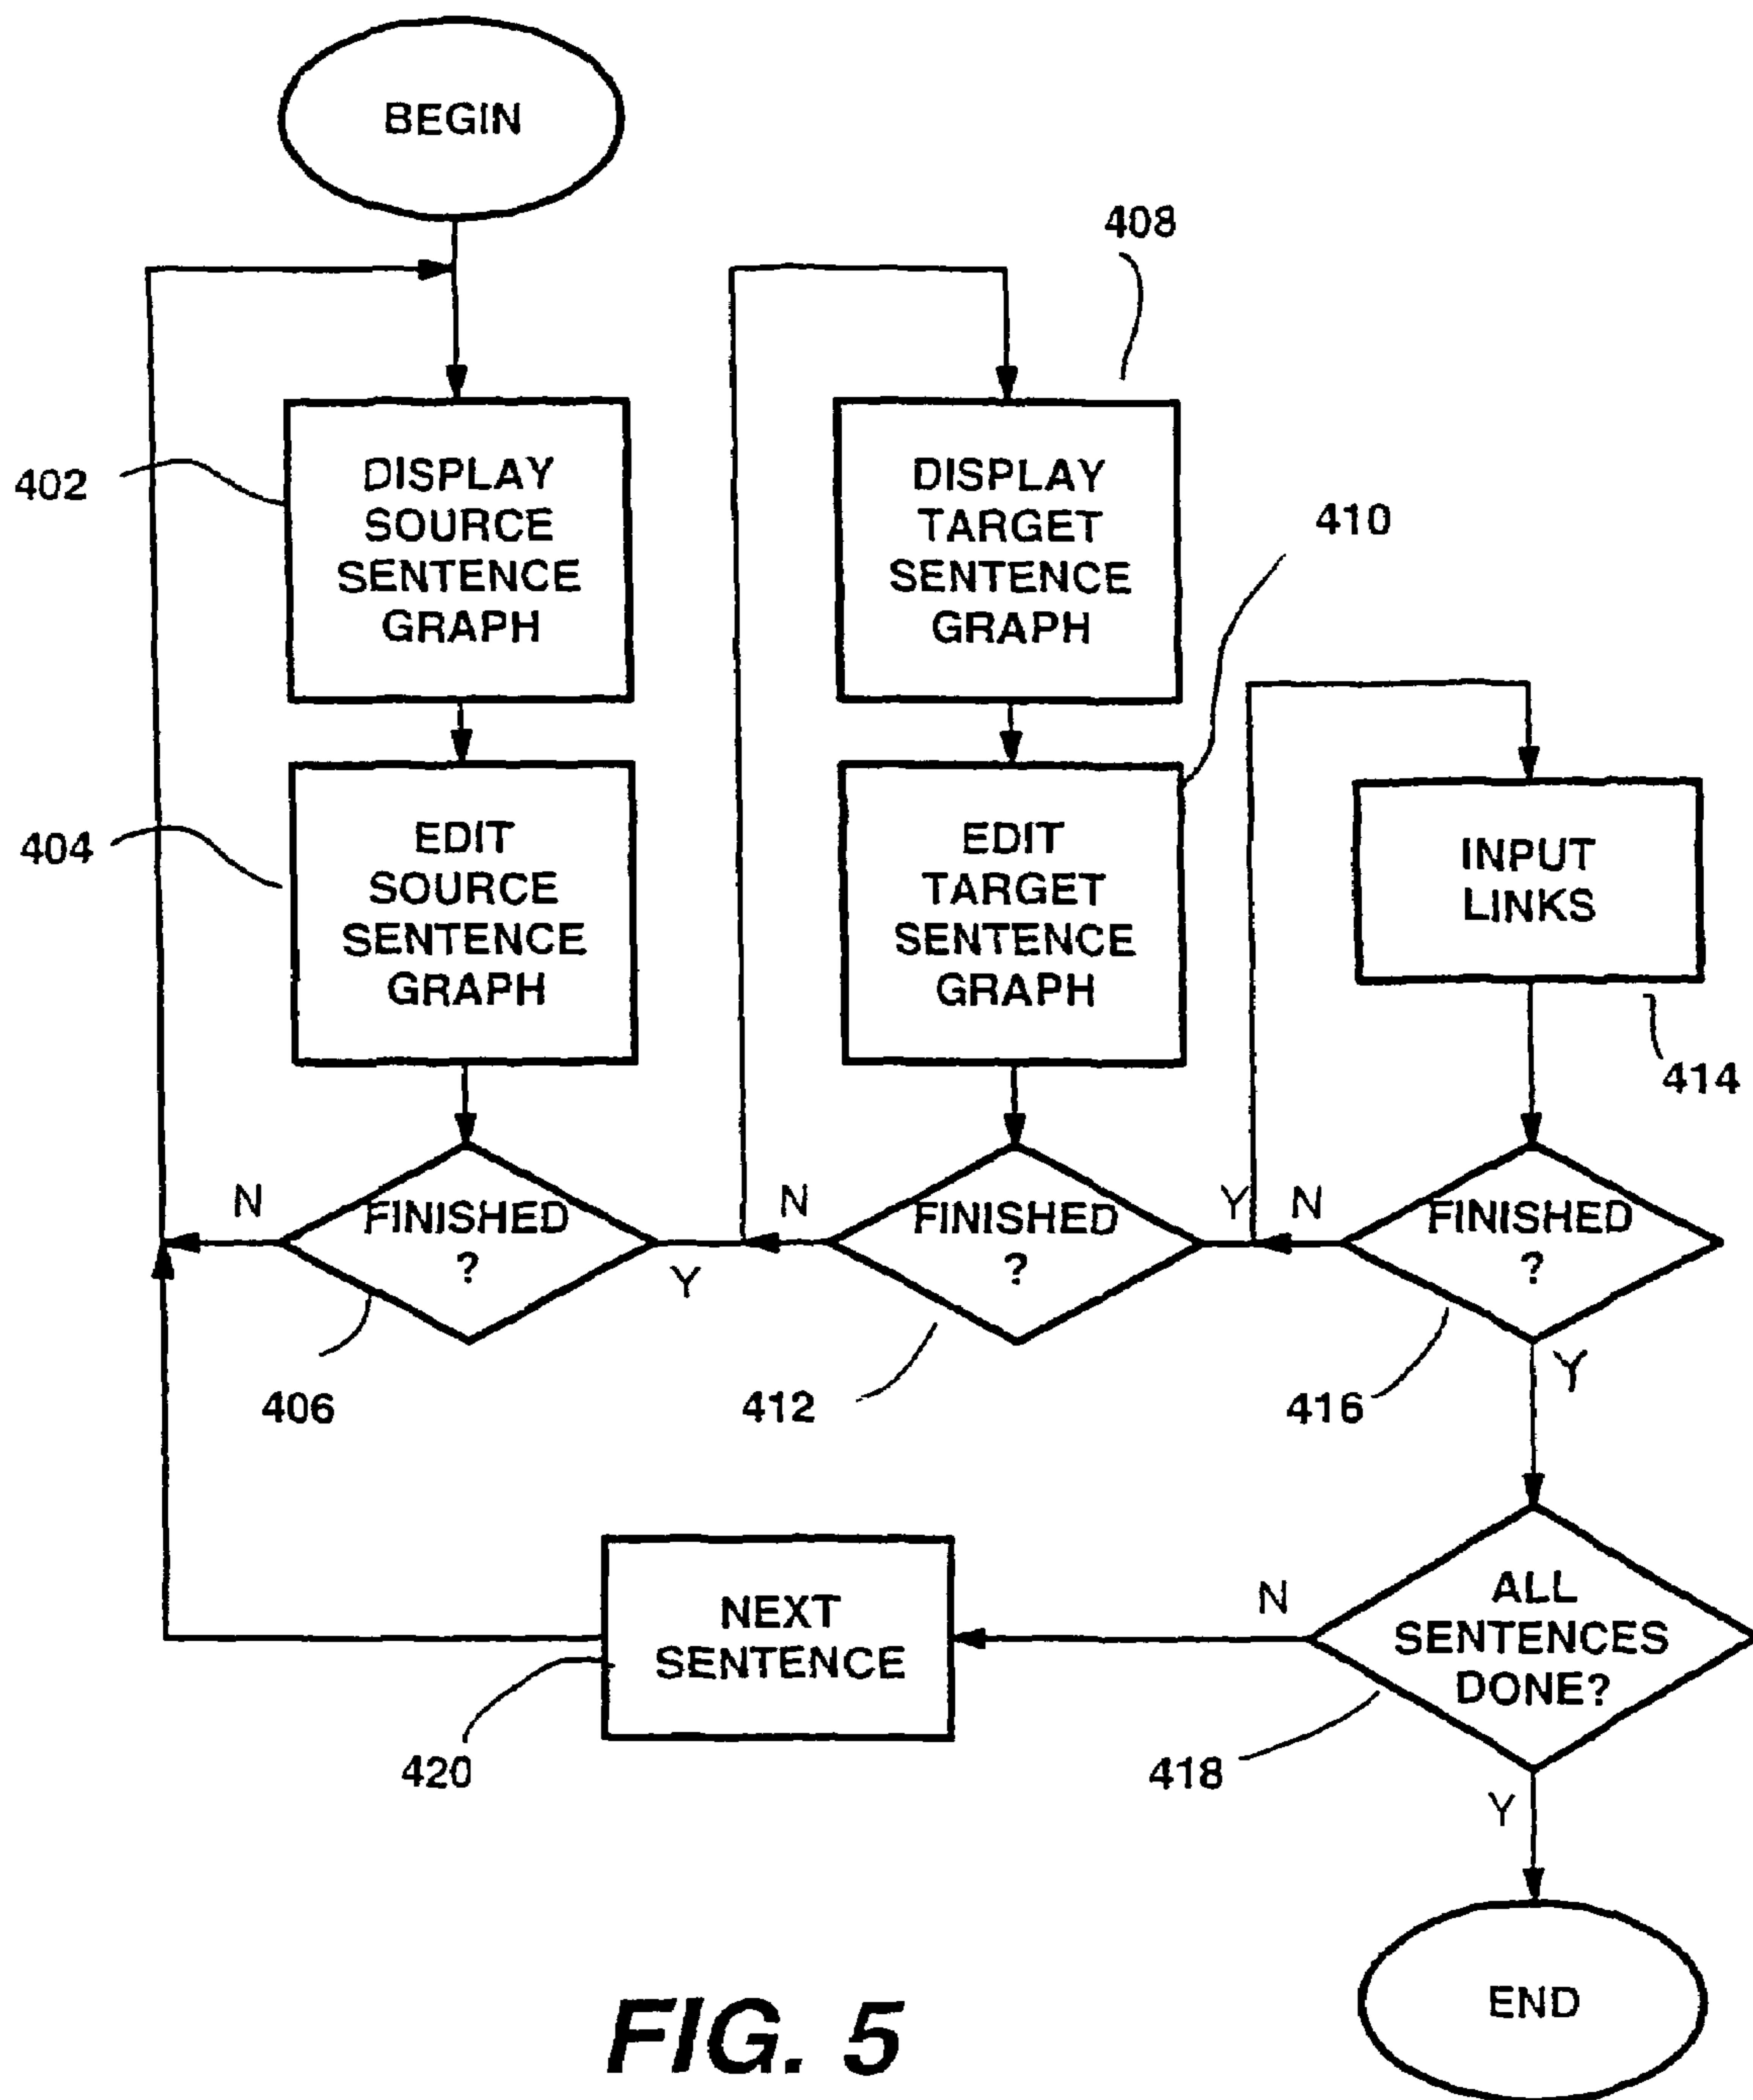 BEGIN
402
DISPLAY
SOURCE
SENTENCE
GRAPH
404
EDIT
SOURCE
SENTENCE
GRAPH
N
FINISHED
?
Y
406
408
DISPLAY
TARGET
SENTENCE
GRAPH
410
EDIT
TARGET
SENTENCE
GRAPH
N
FINISHED
?
Y
412
INPUT
LINKS
414
N
FINISHED
?
Y
416
ALL
SENTENCES
DONE?
N
418
Y
NEXT
SENTENCE
420
END
FIG. 5